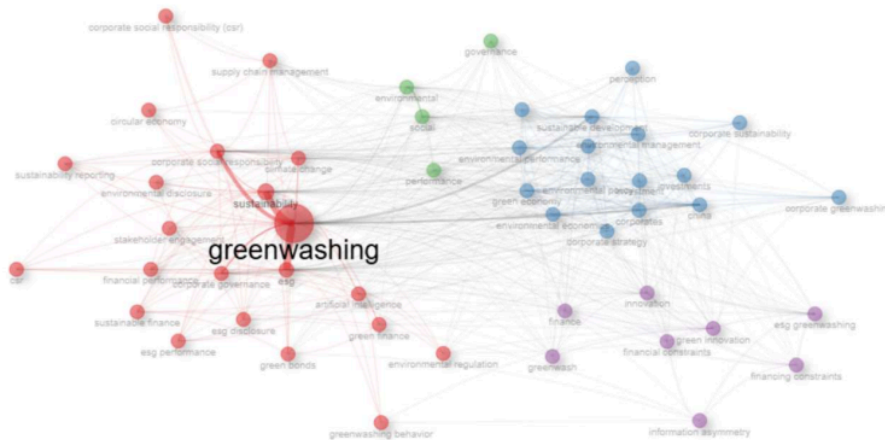 corporate social responsibility (csr)
governance
supply chain management
perception
environmental
circular economy
social
sustainable development
corporate sustainability
corporate social responsibility
climate change
environmental performance
sustainability reporting
performance
environmental disclosure
environmental policy
investments
sustainability
green economy
corporate greenwashing
china
environmental economics
corporates
stakeholder engagement
corporate strategy
greenwashing
car
financial performance
corporate governance
esg
artificial intelligence
innovation
sustainable finance
esg disclosure
green finance
finance
esg greenwashing
esg performance
green innovation
financial constraints
green bonds
environmental regulation
greenwash
financing constraints
greenwashing behavior
information asymmetry